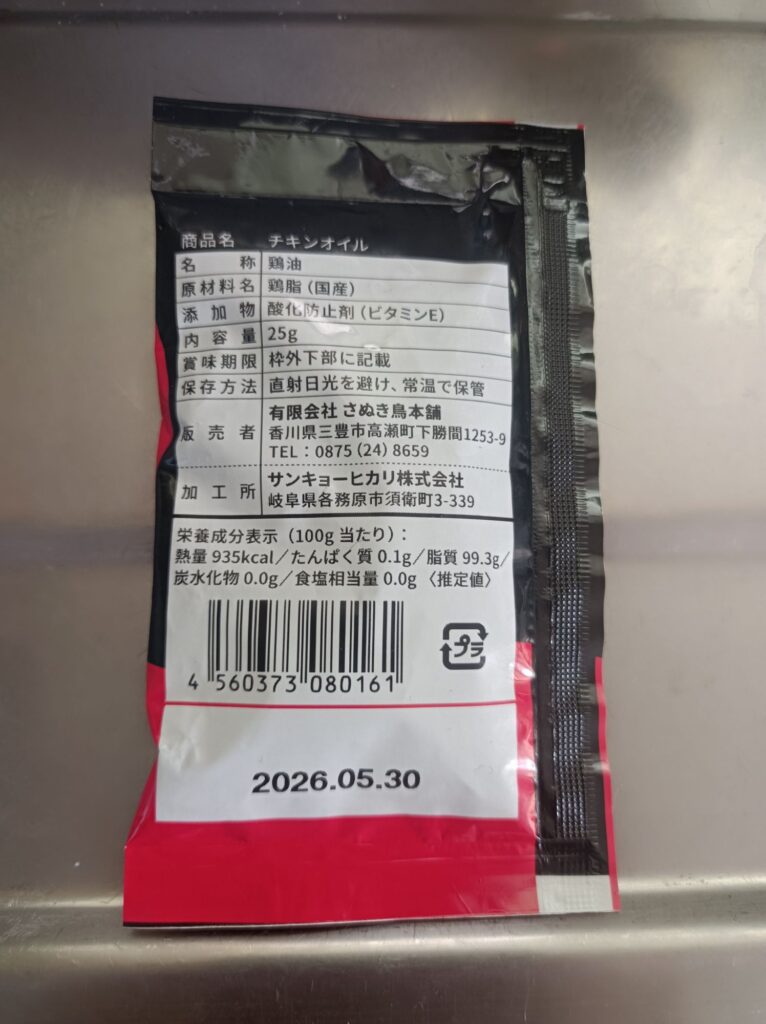 商品名 チキンオイル
名称 鶏油
原材料名 鶏脂（国産）
添加物 酸化防止剤（ビタミンE）
内容量 25g
賞味期限 枠外下部に記載
保存方法 直射日光を避け、常温で保管
販売者 有限会社 さぬき鳥本舗
香川県三豊市高瀬町下勝間1253-9
TEL：0875（24）8659
加工所 サンキョーヒカリ株式会社
岐阜県各務原市須衛町3-339
栄養成分表示（100g 当たり）：
熱量 935kcal／たんぱく質 0.1g／脂質 99.3g／
炭水化物 0.0g／食塩相当量 0.0g〈推定値〉
プラ
4 560373 080161
2026.05.30